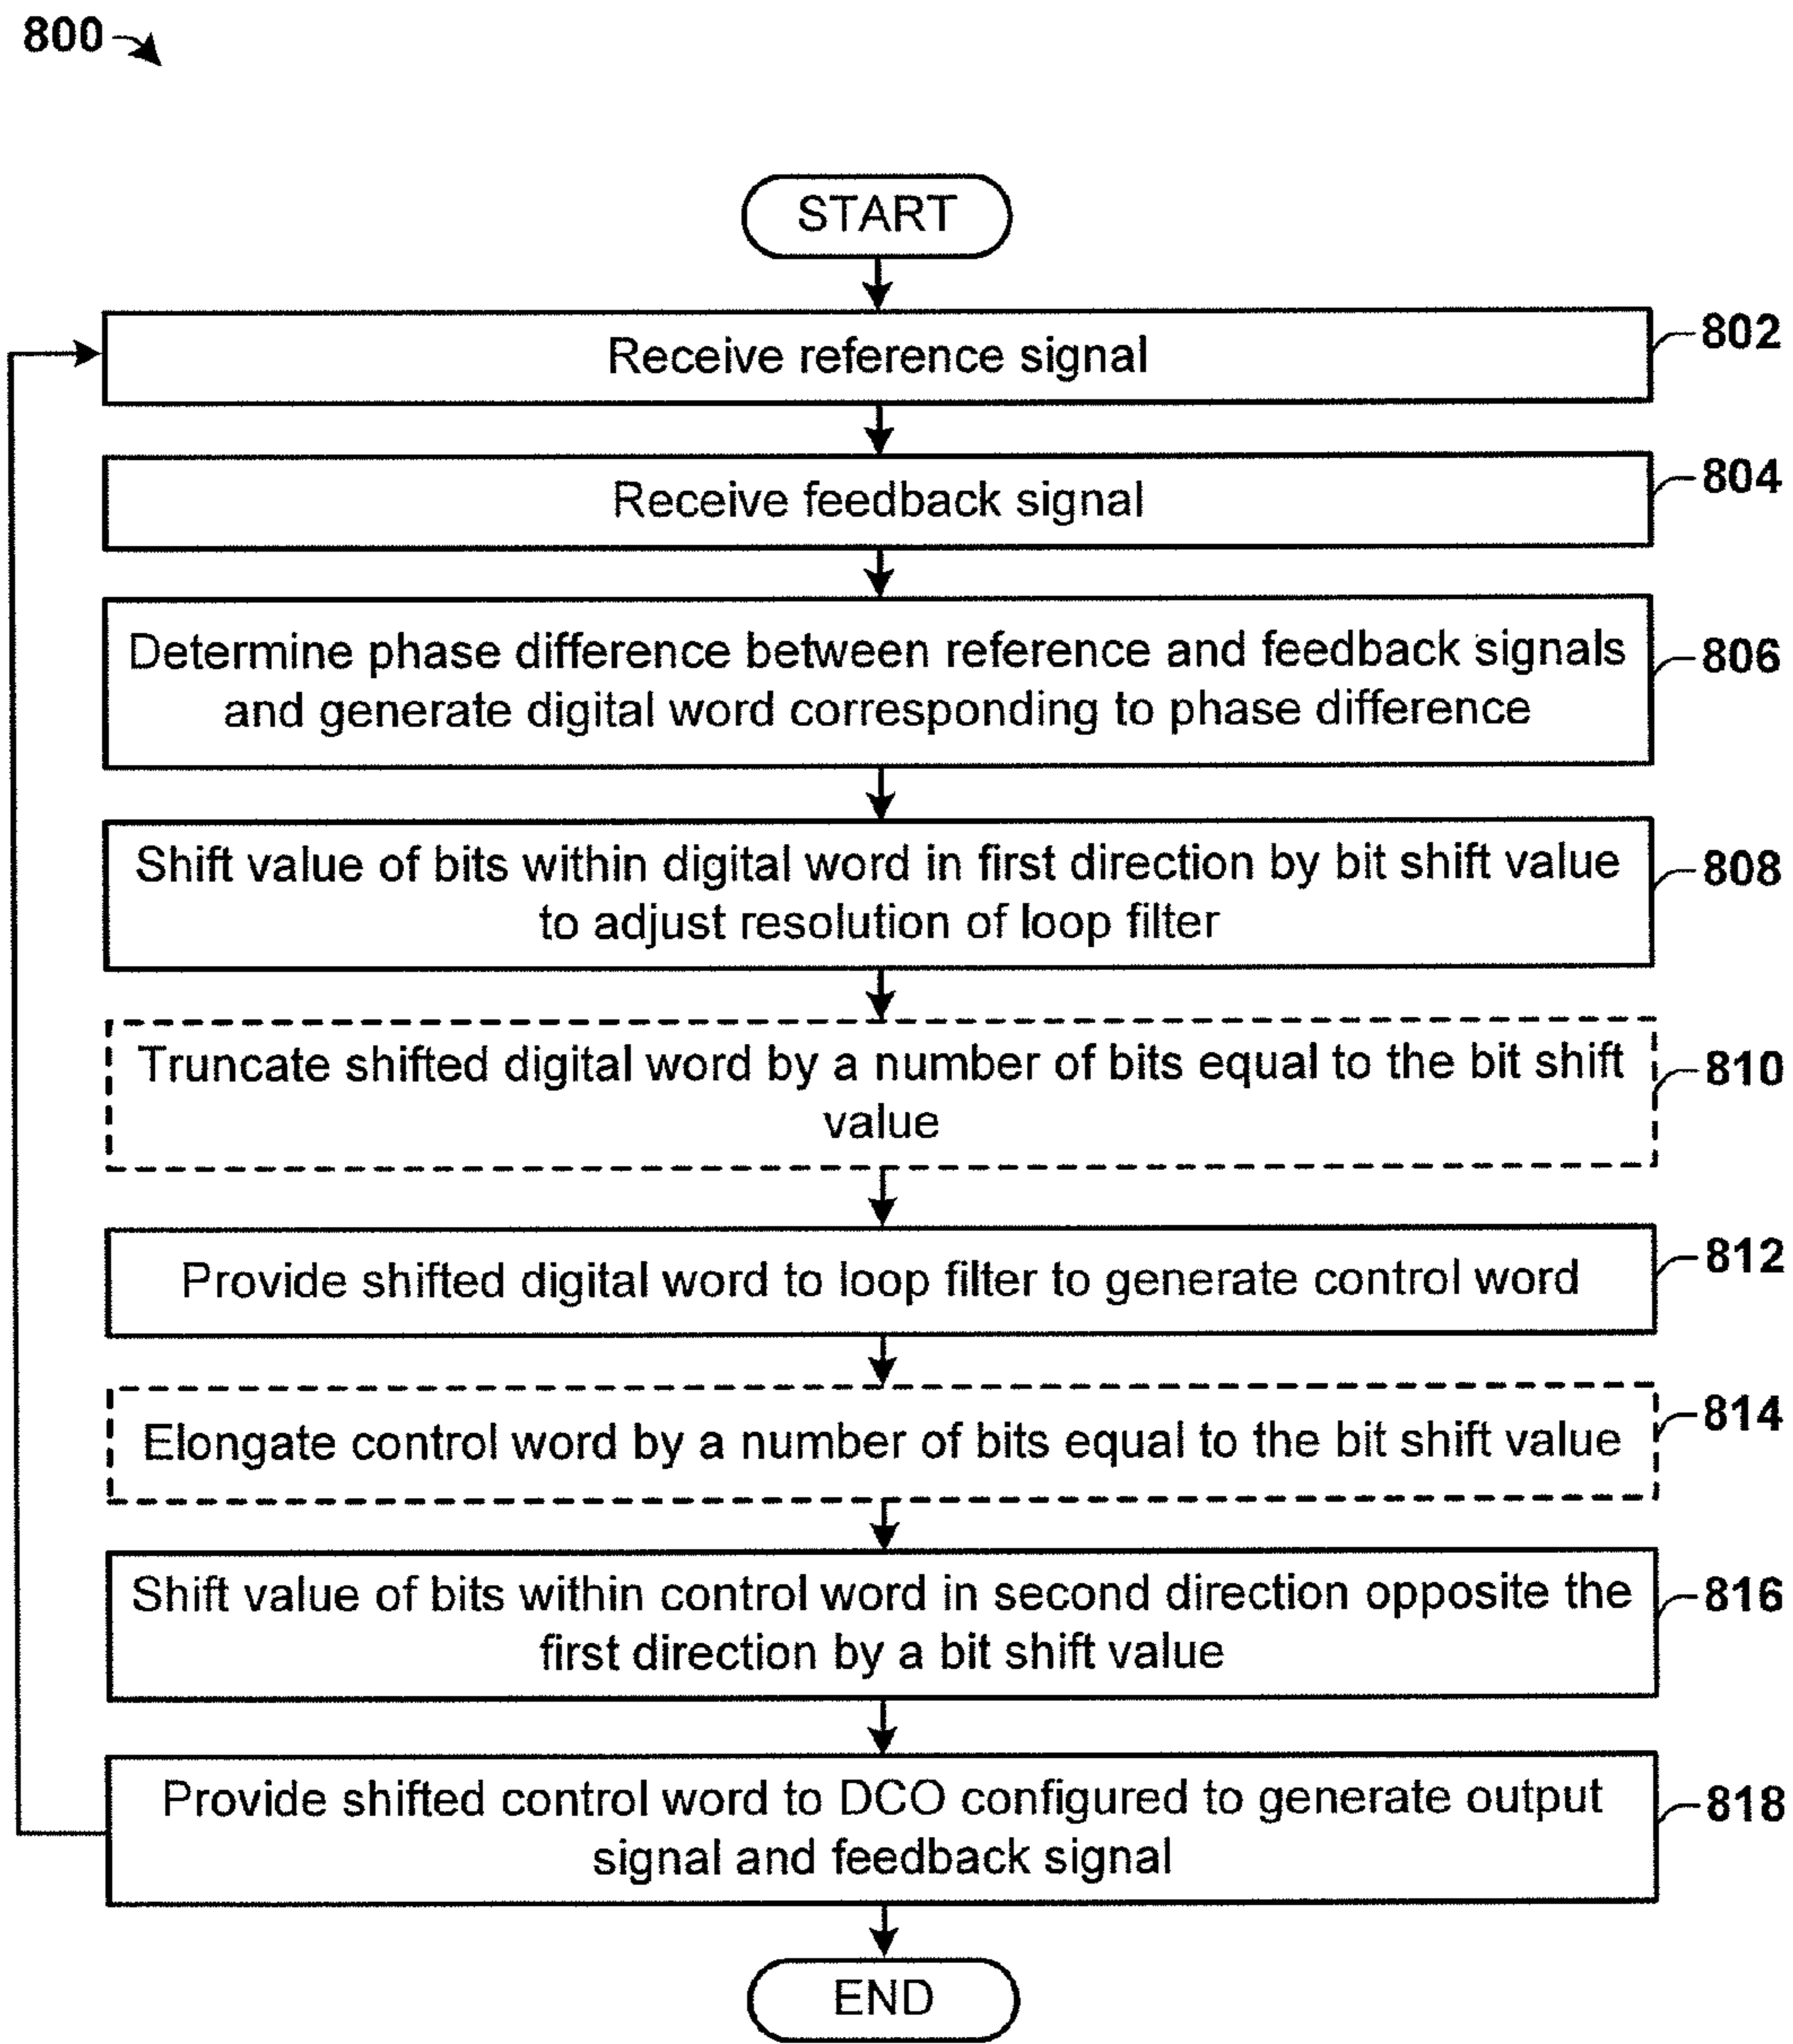 800
START
Receive reference signal
802
Receive feedback signal
804
Determine phase difference between reference and feedback signals
and generate digital word corresponding to phase difference
806
Shift value of bits within digital word in first direction by bit shift value
to adjust resolution of loop filter
808
Truncate shifted digital word by a number of bits equal to the bit shift
value
810
Provide shifted digital word to loop filter to generate control word
812
Elongate control word by a number of bits equal to the bit shift value
814
Shift value of bits within control word in second direction opposite the
first direction by a bit shift value
816
Provide shifted control word to DCO configured to generate output
signal and feedback signal
818
END